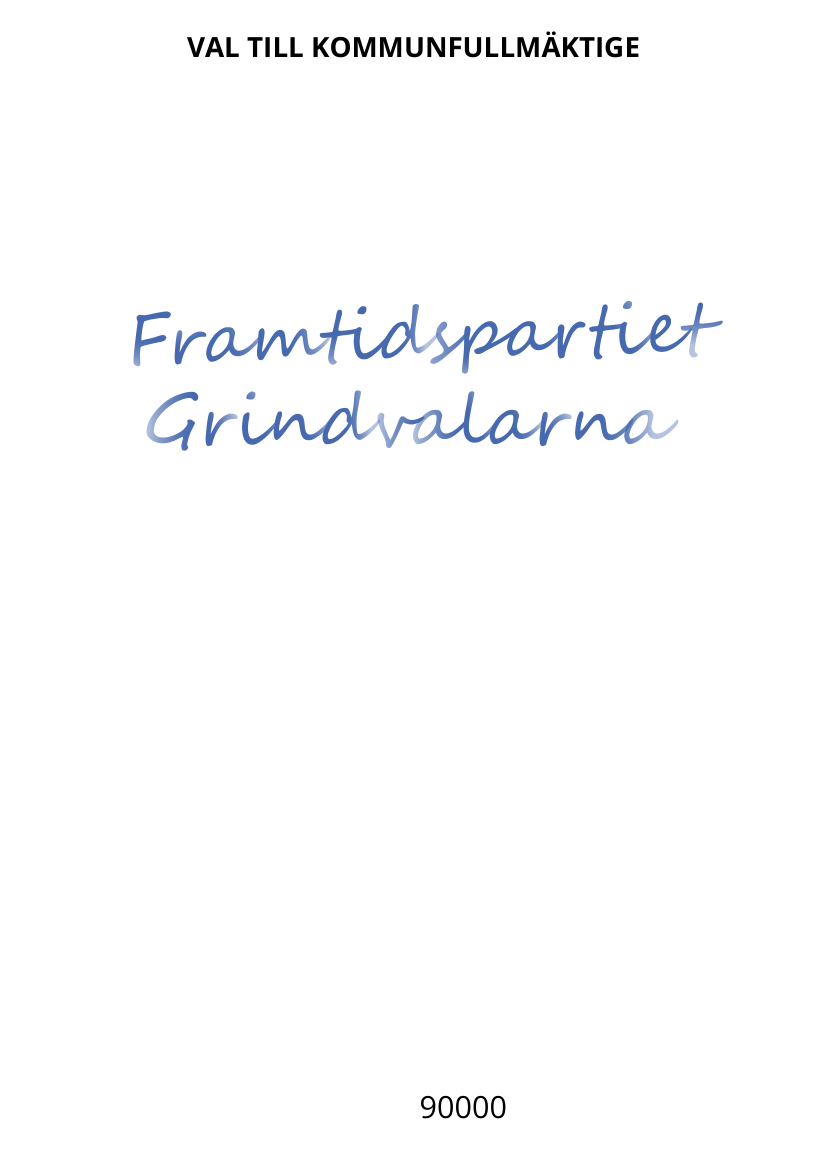 VAL TILL KOMMUNFULLMÄKTIGE
Framtidspartiet
Grindvalarna
90000